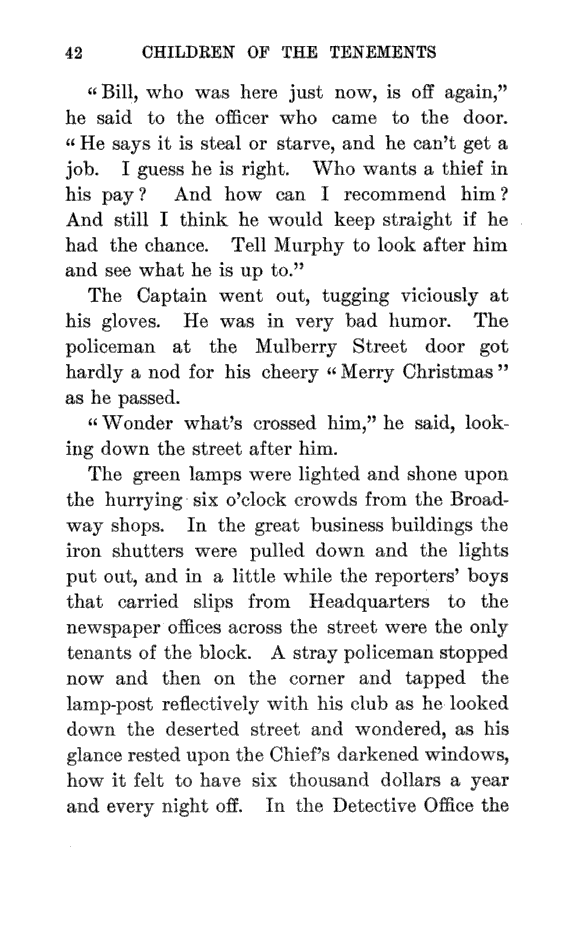 42 CHILDREN OF THE TENEMENTS
“Bill, who was here just now, is off again,”
he said to the officer who came to the door.
“He says it is steal or starve, and he can’t get a
job. I guess he is right. Who wants a thief in
his pay? And how can I recommend him?
And still I think he would keep straight if he
had the chance. Tell Murphy to look after him
and see what he is up to.”
The Captain went out, tugging viciously at
his gloves. He was in very bad humor. The
policeman at the Mulberry Street door got
hardly a nod for his cheery “Merry Christmas”
as he passed.
“Wonder what’s crossed him,” he said, look-
ing down the street after him.
The green lamps were lighted and shone upon
the hurrying six o’clock crowds from the Broad-
way shops. In the great business buildings the
iron shutters were pulled down and the lights
put out, and in a little while the reporters’ boys
that carried slips from Headquarters to the
newspaper offices across the street were the only
tenants of the block. A stray policeman stopped
now and then on the corner and tapped the
lamp-post reflectively with his club as he looked
down the deserted street and wondered, as his
glance rested upon the Chief’s darkened windows,
how it felt to have six thousand dollars a year
and every night off. In the Detective Office the